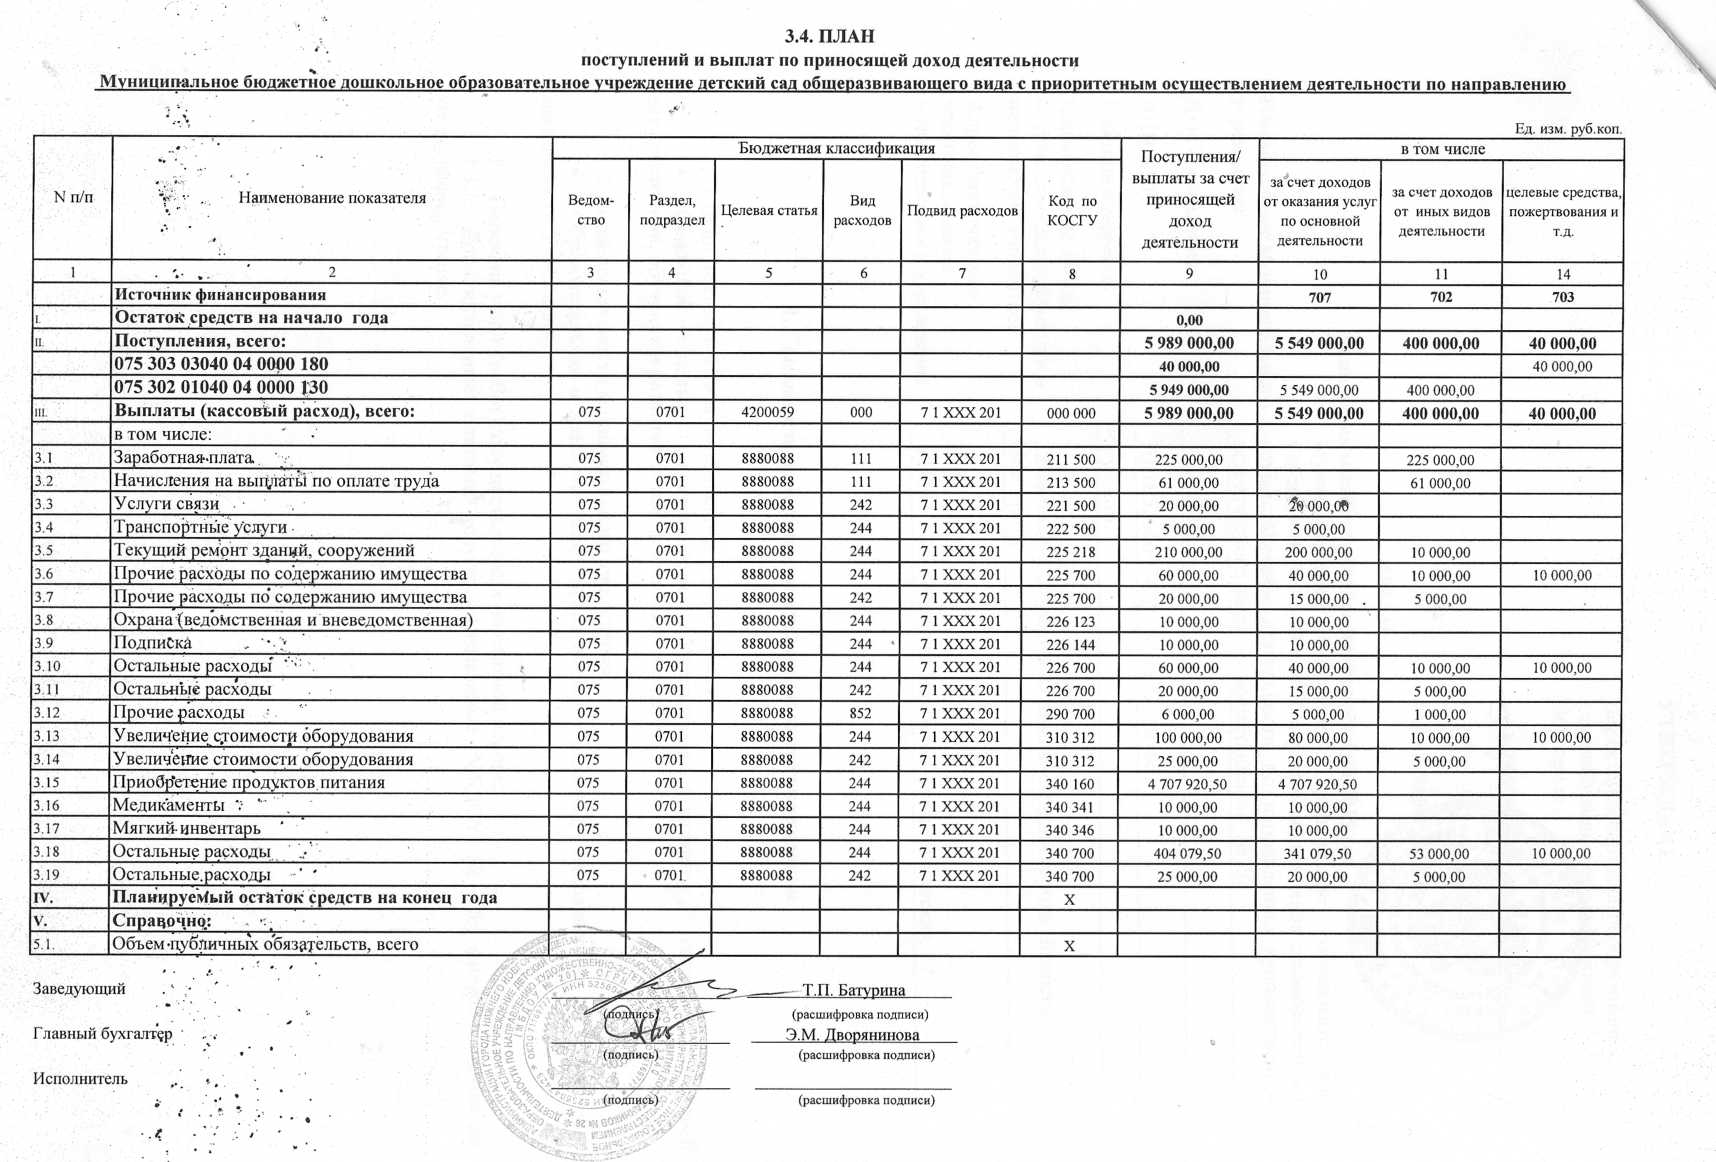 3.4. ПЛАН
поступлений и выплат по приносящей доход деятельности
Муниципальное бюджетное дошкольное образовательное учреждение детский сад общеразвивающего вида с приоритетным осуществлением деятельности по направлению
Ед. изм. руб.коп.
N п/п Наименование показателя Бюджетная классификация Поступления/ выплаты за счет приносящей доход деятельности в том числе
Ведом-ство Раздел, подраздел Целевая статья Вид расходов Подвид расходов Код по КОСГУ за счет доходов от оказания услуг по основной деятельности за счет доходов от иных видов деятельности целевые средства, пожертвования и т.д.
1 2 3 4 5 6 7 8 9 10 11 14
Источник финансирования 707 702 703
I. Остаток средств на начало года 0,00
II. Поступления, всего: 5 989 000,00 5 549 000,00 400 000,00 40 000,00
075 303 03040 04 0000 180 40 000,00 40 000,00
075 302 01040 04 0000 130 5 949 000,00 5 549 000,00 400 000,00
III. Выплаты (кассовый расход), всего: 075 0701 4200059 000 7 1 XXX 201 000 000 5 989 000,00 5 549 000,00 400 000,00 40 000,00
в том числе:
3.1 Заработная плата 075 0701 8880088 111 7 1 XXX 201 211 500 225 000,00 225 000,00
3.2 Начисления на выплаты по оплате труда 075 0701 8880088 111 7 1 XXX 201 213 500 61 000,00 61 000,00
3.3 Услуги связи 075 0701 8880088 242 7 1 XXX 201 221 500 20 000,00 20 000,00
3.4 Транспортные услуги 075 0701 8880088 244 7 1 XXX 201 222 500 5 000,00 5 000,00
3.5 Текущий ремонт зданий, сооружений 075 0701 8880088 244 7 1 XXX 201 225 218 210 000,00 200 000,00 10 000,00
3.6 Прочие расходы по содержанию имущества 075 0701 8880088 244 7 1 XXX 201 225 700 60 000,00 40 000,00 10 000,00 10 000,00
3.7 Прочие расходы по содержанию имущества 075 0701 8880088 242 7 1 XXX 201 225 700 20 000,00 15 000,00 5 000,00
3.8 Охрана (ведомственная и вневедомственная) 075 0701 8880088 244 7 1 XXX 201 226 123 10 000,00 10 000,00
3.9 Подписка 075 0701 8880088 244 7 1 XXX 201 226 144 10 000,00 10 000,00
3.10 Остальные расходы 075 0701 8880088 244 7 1 XXX 201 226 700 60 000,00 40 000,00 10 000,00 10 000,00
3.11 Остальные расходы 075 0701 8880088 242 7 1 XXX 201 226 700 20 000,00 15 000,00 5 000,00
3.12 Прочие расходы 075 0701 8880088 852 7 1 XXX 201 290 700 6 000,00 5 000,00 1 000,00
3.13 Увеличение стоимости оборудования 075 0701 8880088 244 7 1 XXX 201 310 312 100 000,00 80 000,00 10 000,00 10 000,00
3.14 Увеличение стоимости оборудования 075 0701 8880088 242 7 1 XXX 201 310 312 25 000,00 20 000,00 5 000,00
3.15 Приобретение продуктов питания 075 0701 8880088 244 7 1 XXX 201 340 160 4 707 920,50 4 707 920,50
3.16 Медикаменты 075 0701 8880088 244 7 1 XXX 201 340 341 10 000,00 10 000,00
3.17 Мягкий инвентарь 075 0701 8880088 244 7 1 XXX 201 340 346 10 000,00 10 000,00
3.18 Остальные расходы 075 0701 8880088 244 7 1 XXX 201 340 700 404 079,50 341 079,50 53 000,00 10 000,00
3.19 Остальные расходы 075 0701 8880088 242 7 1 XXX 201 340 700 25 000,00 20 000,00 5 000,00
IV. Планируемый остаток средств на конец года X
V. Справочно:
5.1. Объем публичных обязательств, всего X
Заведующий Т.П. Батурина
(подпись) (расшифровка подписи)
Главный бухгалтер Э.М. Дворянинова
(подпись) (расшифровка подписи)
Исполнитель
(подпись) (расшифровка подписи)